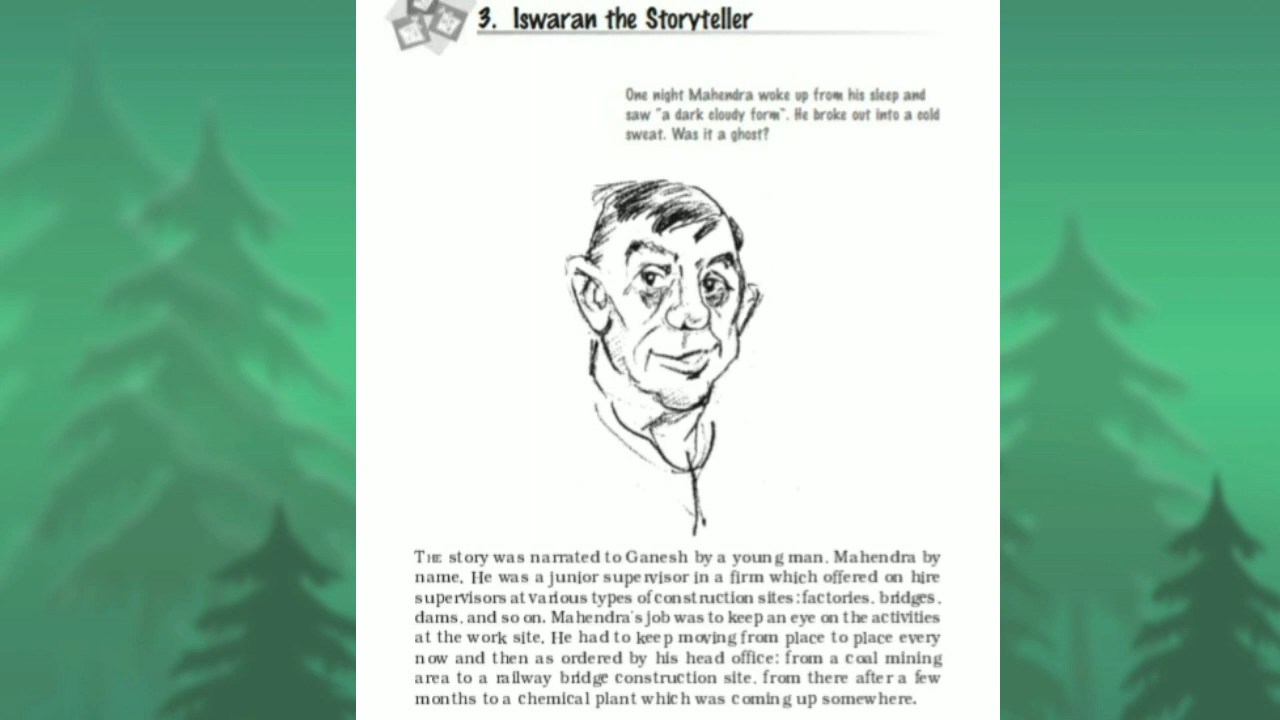 3. Iswaran the Storyteller
One night Mahendra woke up from his sleep and
saw "a dark cloudy form". He broke out into a cold
sweat. Was it a ghost?
THE story was narrated to Ganesh by a young man, Mahendra by
name. He was a junior supervisor in a firm which offered on hire
supervisors at various types of construction sites: factories, bridges,
dams, and so on. Mahendra's job was to keep an eye on the activities
at the work site. He had to keep moving from place to place every
now and then as ordered by his head office: from a coal mining
area to a railway bridge construction site, from there after a few
months to a chemical plant which was coming up somewhere.